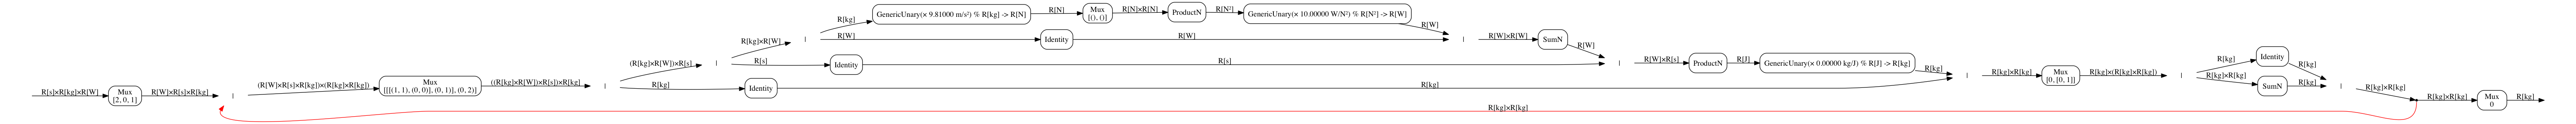 R[s]×R[kg]×R[W]
Mux
[2, 0, 1]
R[W]×R[s]×R[kg]
|
(R[W]×R[s]×R[kg])×(R[kg]×R[kg])
Mux
[[[(1, 1), (0, 0)], (0, 1)], (0, 2)]
((R[kg]×R[W])×R[s])×R[kg]
|
(R[kg]×R[W])×R[s]
R[kg]
Identity
R[kg]
|
R[kg]×R[W]
R[s]
Identity
R[s]
|
R[kg]
R[W]
Identity
R[W]
GenericUnary(× 9.81000 m/s²) % R[kg] -> R[N]
R[N]
Mux
[(), ()]
R[N]×R[N]
ProductN
R[N²]
GenericUnary(× 10.00000 W/N²) % R[N²] -> R[W]
R[W]
|
R[W]×R[W]
SumN
R[W]
|
R[W]×R[s]
ProductN
R[J]
GenericUnary(× 0.00000 kg/J) % R[J] -> R[kg]
R[kg]
|
R[kg]×R[kg]
Mux
[0, [0, 1]]
R[kg]×(R[kg]×R[kg])
|
R[kg]
Identity
R[kg]
R[kg]×R[kg]
SumN
R[kg]
|
R[kg]×R[kg]
R[kg]×R[kg]
R[kg]×R[kg]
Mux
0
R[kg]